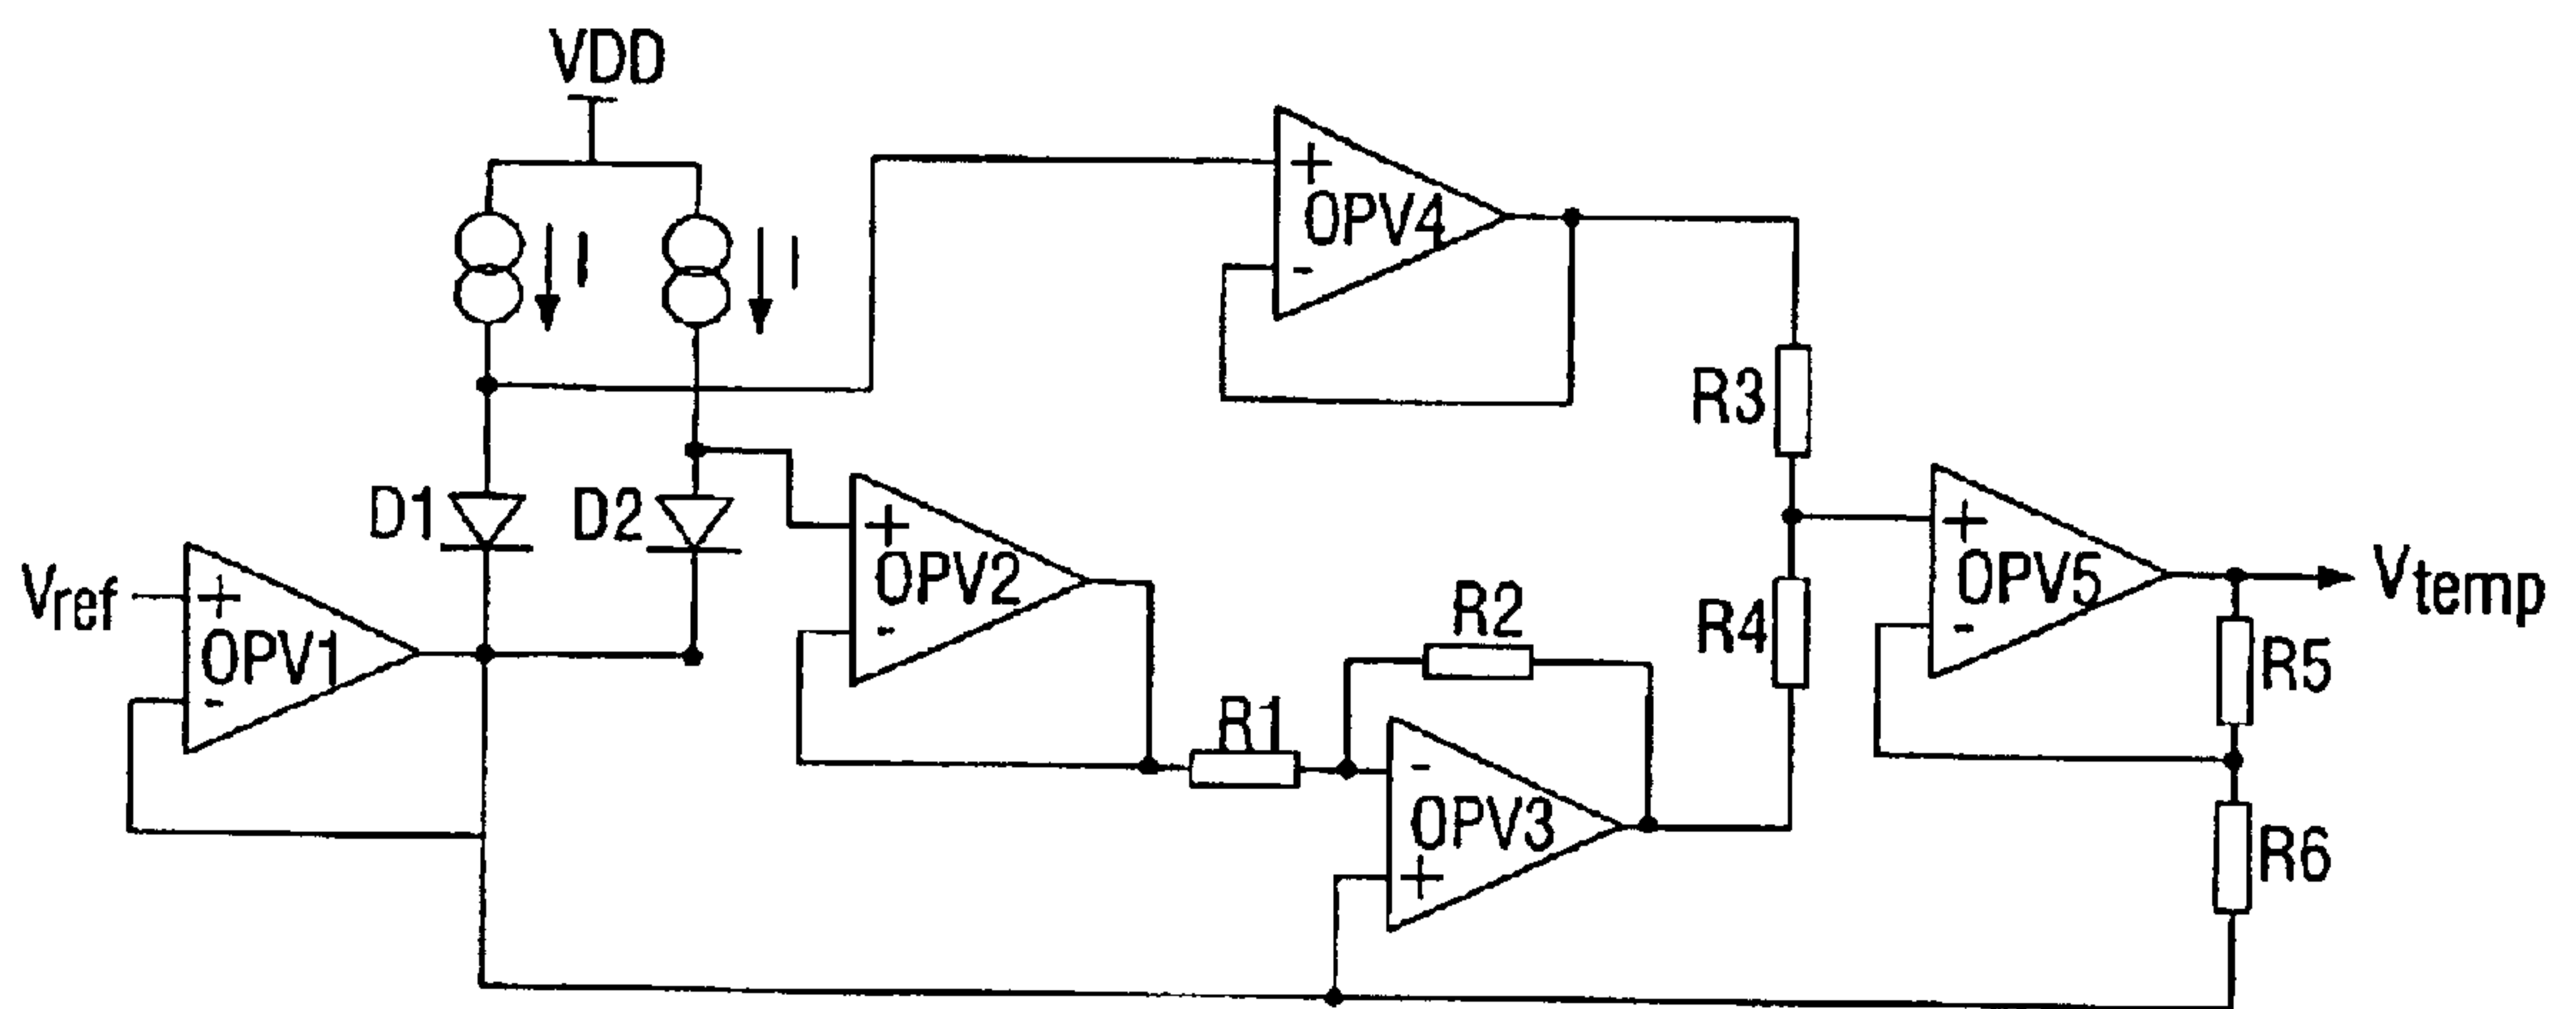 VDD
+
OPV4
-
I
I
R3
D1
D2
+
OPV2
-
Vref
+
OPV1
-
R1
R2
-
OPV3
+
R4
+
OPV5
-
Vtemp
R5
R6